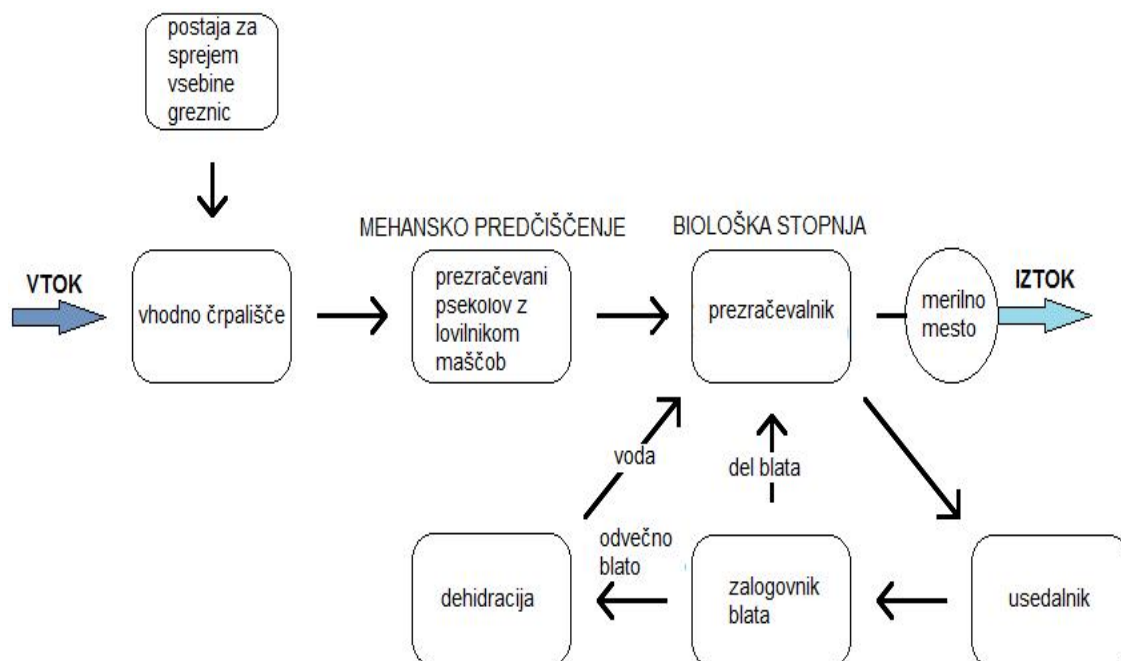 postaja za
sprejem
vsebine
greznic
MEHANSKO PREDČIŠČENJE
BIOLOŠKA STOPNJA
VTOK
vhodno črpališče
prezračevani
psekolov z
lovilnikom
maščob
prezračevalnik
merilno
mesto
IZTOK
voda
del blata
odvečno
blato
dehidracija
zalogovnik
blata
usedalnik